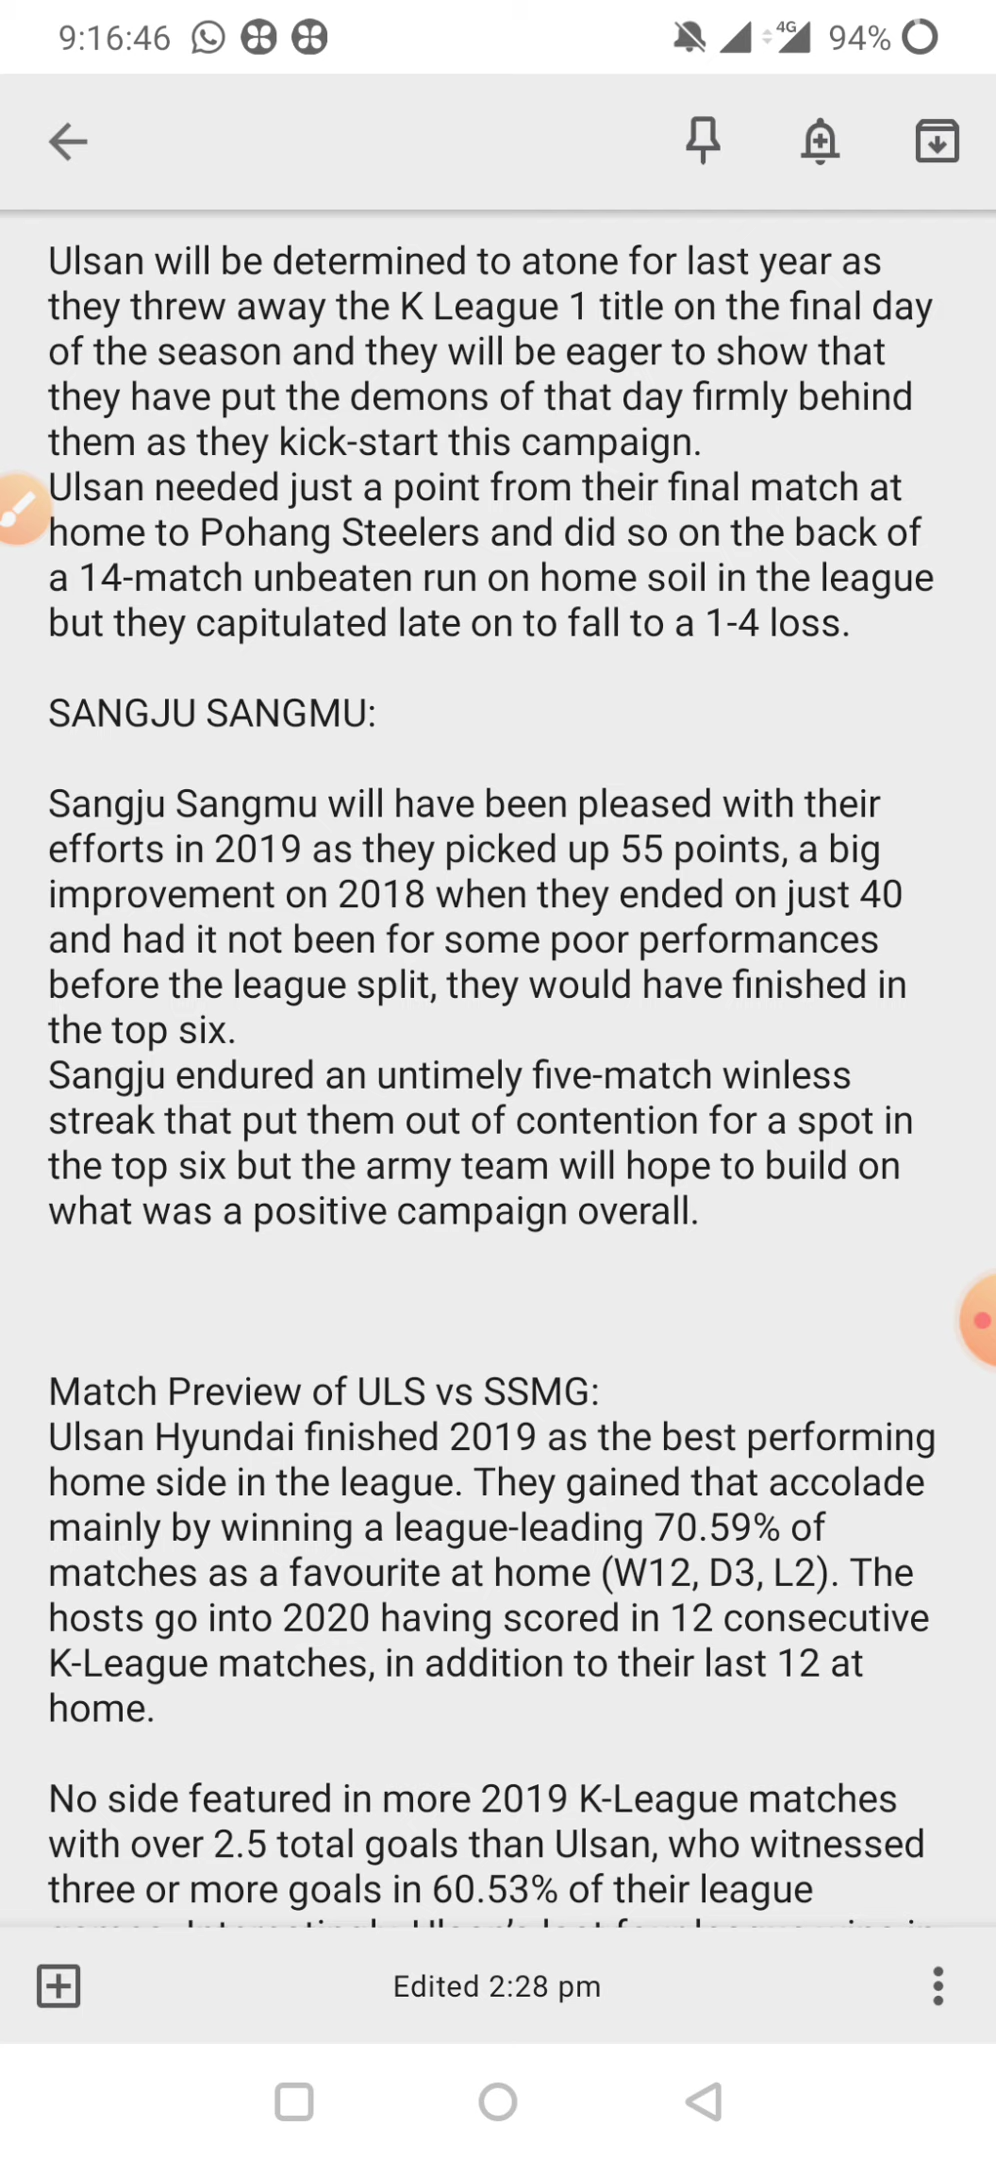 9:16:46
4G
94%
Ulsan will be determined to atone for last year as
they threw away the K League 1 title on the final day
of the season and they will be eager to show that
they have put the demons of that day firmly behind
them as they kick-start this campaign.
Ulsan needed just a point from their final match at
home to Pohang Steelers and did so on the back of
a 14-match unbeaten run on home soil in the league
but they capitulated late on to fall to a 1-4 loss.
SANGJU SANGMU:
Sangju Sangmu will have been pleased with their
efforts in 2019 as they picked up 55 points, a big
improvement on 2018 when they ended on just 40
and had it not been for some poor performances
before the league split, they would have finished in
the top six.
Sangju endured an untimely five-match winless
streak that put them out of contention for a spot in
the top six but the army team will hope to build on
what was a positive campaign overall.
Match Preview of ULS vs SSMG:
Ulsan Hyundai finished 2019 as the best performing
home side in the league. They gained that accolade
mainly by winning a league-leading 70.59% of
matches as a favourite at home (W12, D3, L2). The
hosts go into 2020 having scored in 12 consecutive
K-League matches, in addition to their last 12 at
home.
No side featured in more 2019 K-League matches
with over 2.5 total goals than Ulsan, who witnessed
three or more goals in 60.53% of their league
Edited 2:28 pm